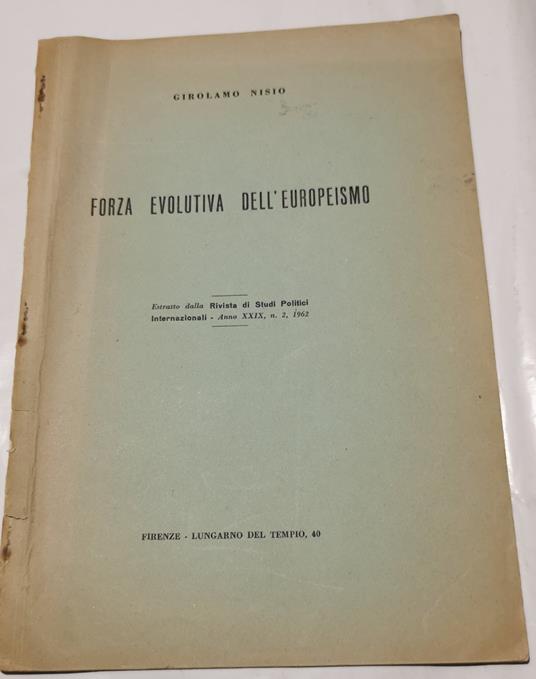 GIROLAMO NISIO
FORZA EVOLUTIVA DELL'EUROPEISMO
Estratto dalla Rivista di Studi Politici
Internazionali - Anno XXIX, n. 2, 1962
FIRENZE - LUNGARNO DEL TEMPIO, 40